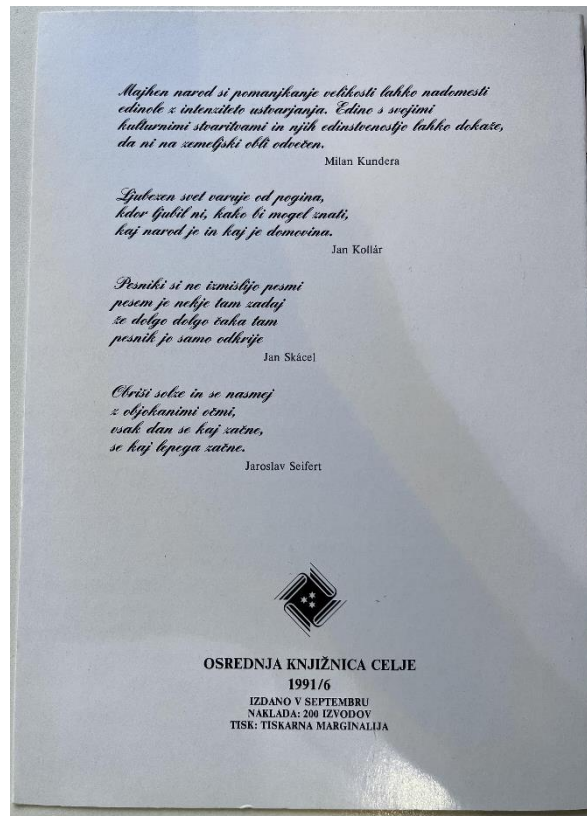 Majhen narod si pomanjkanje velikosti lahko nadomesti
edinole z intenziteto ustvarjanja. Edino s svojimi
kulturnimi stvaritvami in njih edinstvenostjo lahko dokaže,
da ni na zemeljski obli odvečen.
Milan Kundera
Ljubezen svet varuje od pogina,
kdor ljubil ni, kako bi mogel znati,
kaj narod je in kaj je domovina.
Jan Kollár
Pesniki si ne izmislijo pesmi
pesem je nekje tam zadaj
že dolgo dolgo čaka tam
pesnik jo samo odkrije
Jan Skácel
Obriši solze in se nasmej
z objokanimi očmi,
vsak dan se kaj začne,
se kaj lepega začne.
Jaroslav Seifert
OSREDNJA KNJIŽNICA CELJE
1991/6
IZDANO V SEPTEMBRU
NAKLADA: 200 IZVODOV
TISK: TISKARNA MARGINALIJA